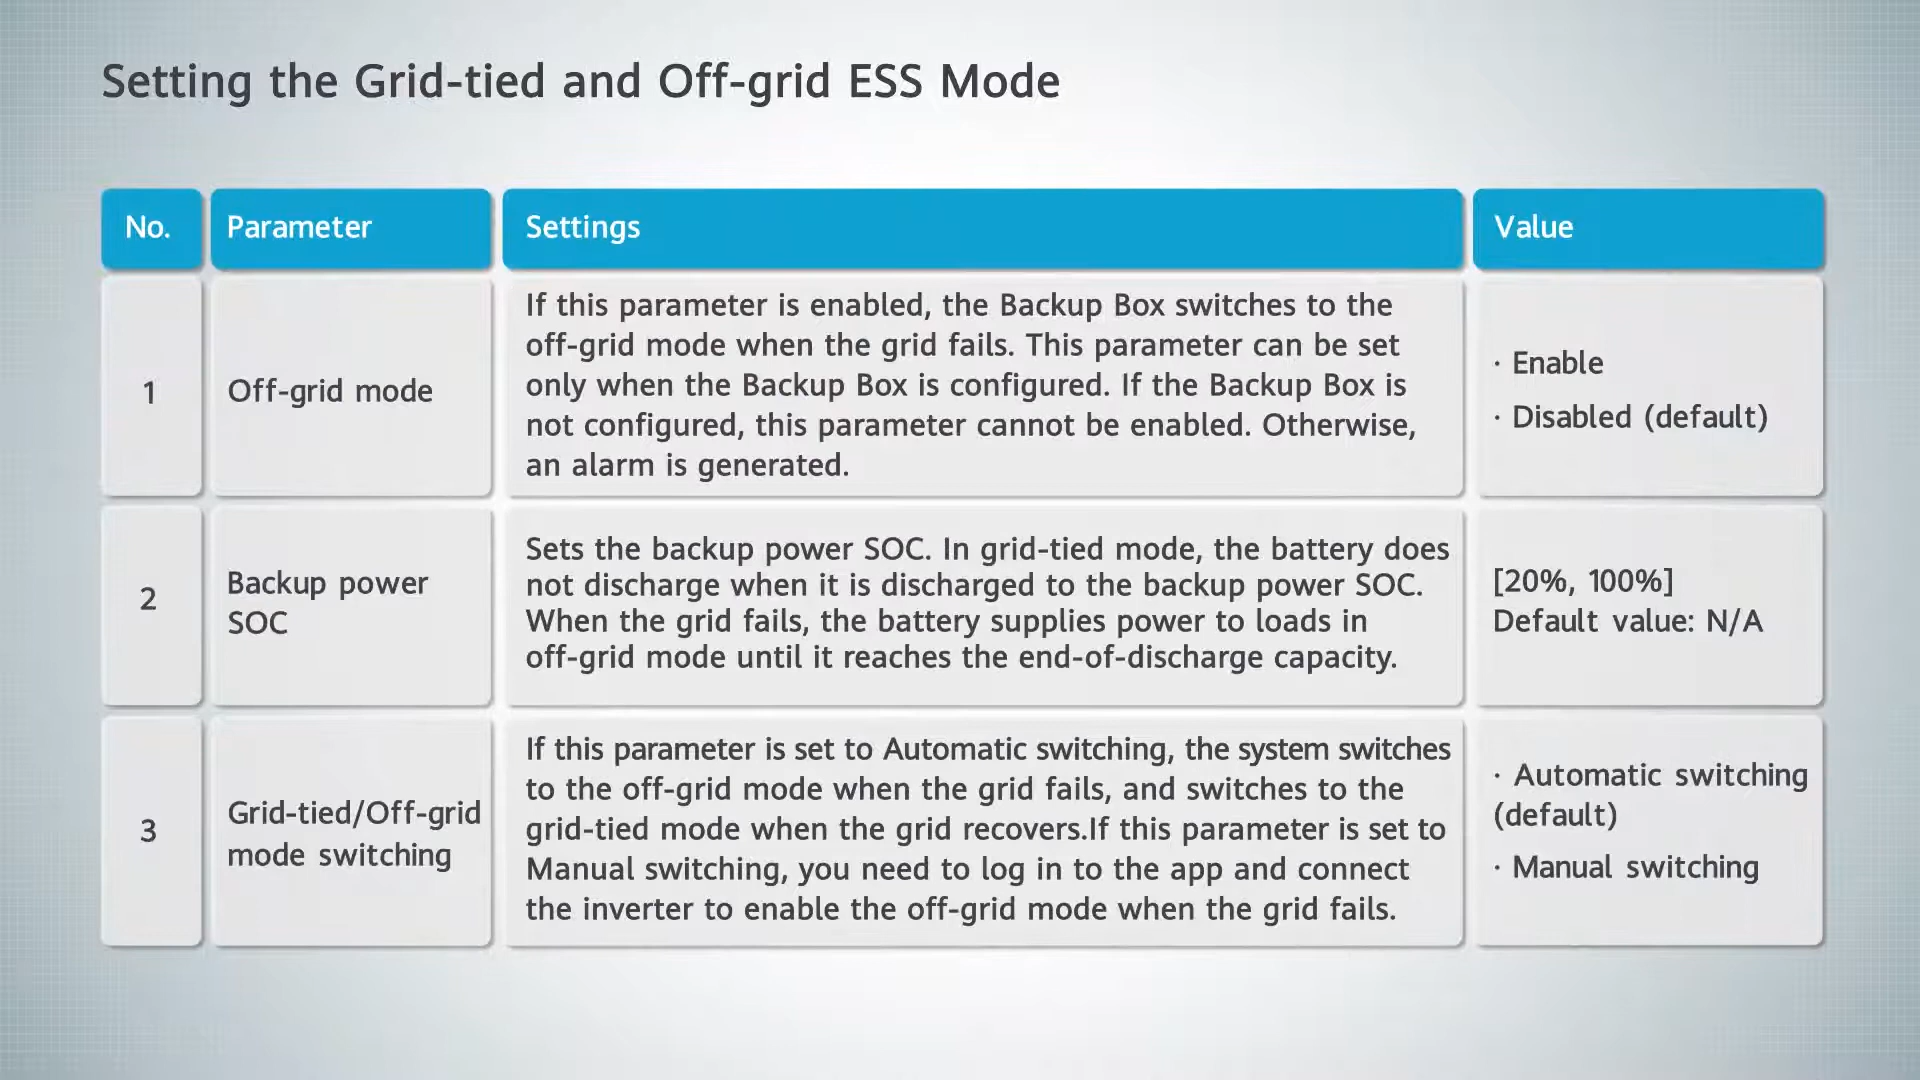 Setting the Grid-tied and Off-grid ESS Mode
No.
Parameter
Settings
Value
1
Off-grid mode
If this parameter is enabled, the Backup Box switches to the
off-grid mode when the grid fails. This parameter can be set
only when the Backup Box is configured. If the Backup Box is
not configured, this parameter cannot be enabled. Otherwise,
an alarm is generated.
· Enable
· Disabled (default)
2
Backup power
SOC
Sets the backup power SOC. In grid-tied mode, the battery does
not discharge when it is discharged to the backup power SOC.
When the grid fails, the battery supplies power to loads in
off-grid mode until it reaches the end-of-discharge capacity.
[20%, 100%]
Default value: N/A
3
Grid-tied/Off-grid
mode switching
If this parameter is set to Automatic switching, the system switches
to the off-grid mode when the grid fails, and switches to the
grid-tied mode when the grid recovers.If this parameter is set to
Manual switching, you need to log in to the app and connect
the inverter to enable the off-grid mode when the grid fails.
· Automatic switching
(default)
· Manual switching